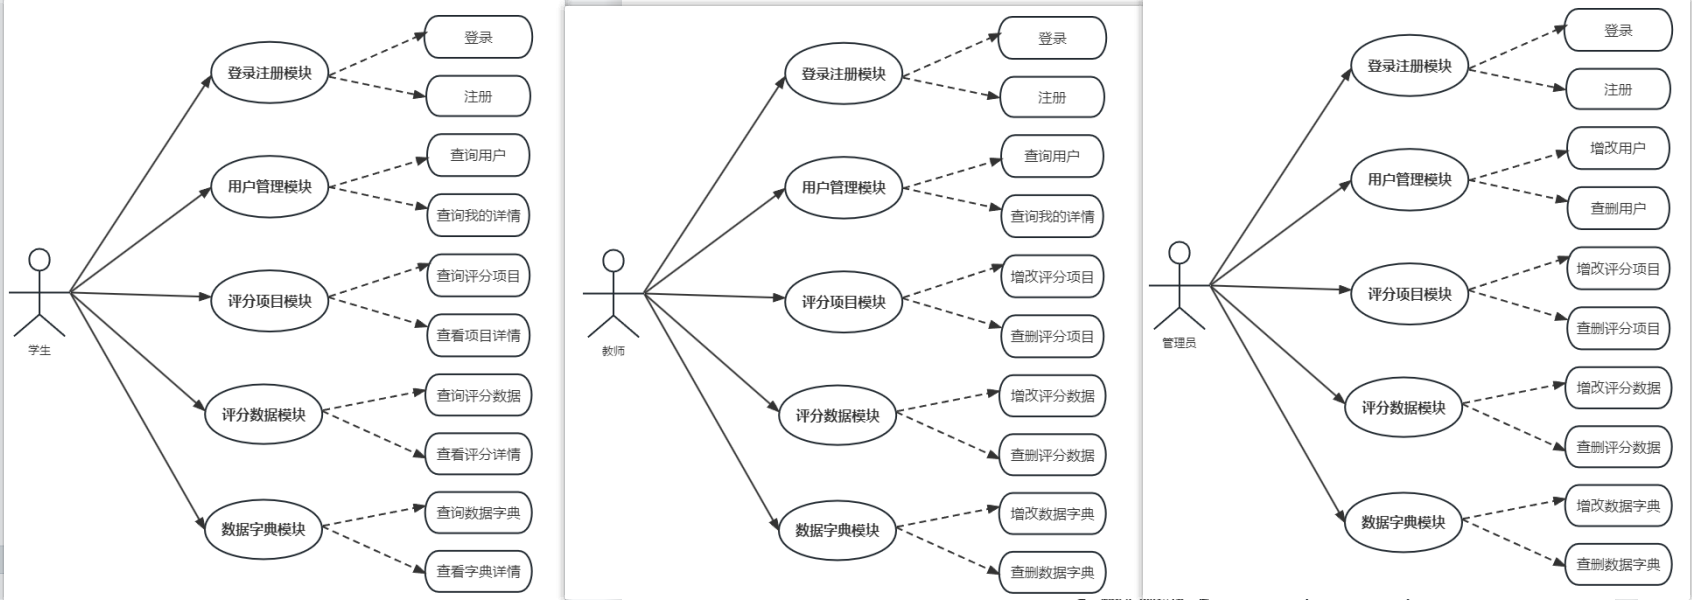 登录
登录注册模块
注册
查询用户
用户管理模块
查询我的详情
查询评分项目
评分项目模块
查看项目详情
学生
查询评分数据
评分数据模块
查看评分详情
查询数据字典
数据字典模块
查看字典详情
登录
登录注册模块
注册
查询用户
用户管理模块
查询我的详情
增改评分项目
评分项目模块
查删评分项目
教师
增改评分数据
评分数据模块
查删评分数据
增改数据字典
数据字典模块
查删数据字典
登录
登录注册模块
注册
增改用户
用户管理模块
查删用户
增改评分项目
评分项目模块
查删评分项目
管理员
增改评分数据
评分数据模块
查删评分数据
增改数据字典
数据字典模块
查删数据字典